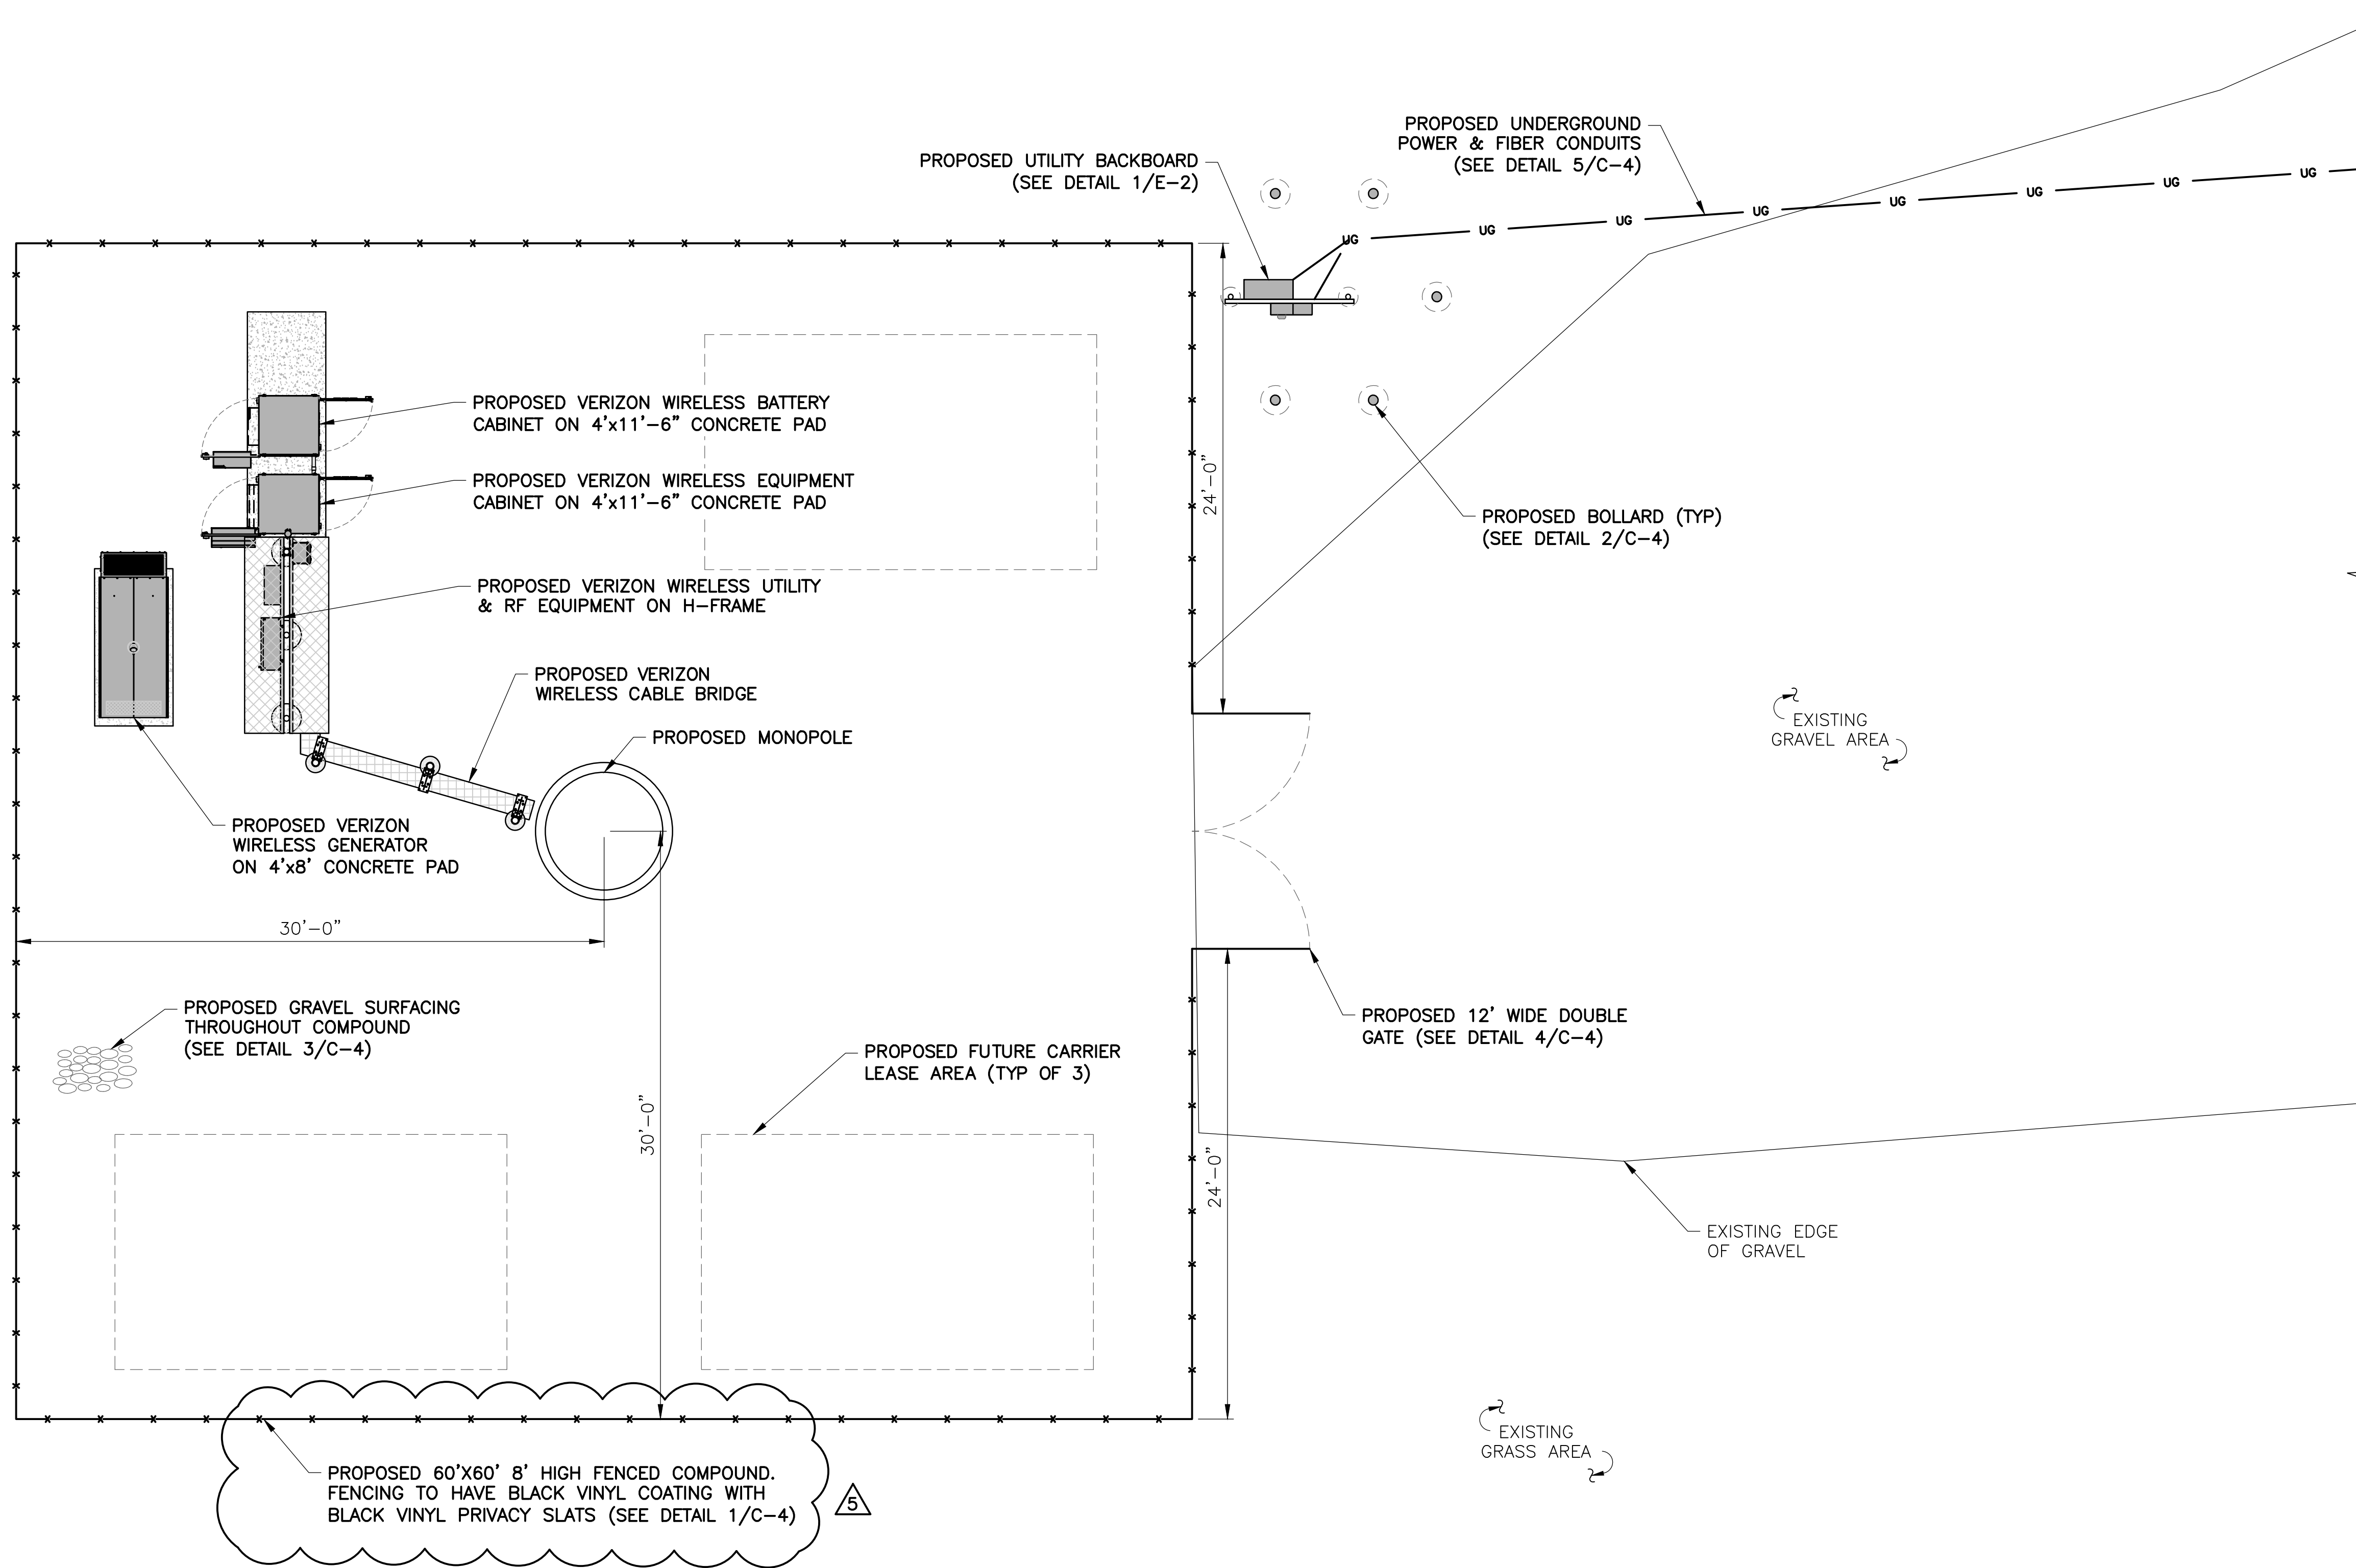 PROPOSED UNDERGROUND
POWER & FIBER CONDUITS
(SEE DETAIL 5/C-4)
PROPOSED UTILITY BACKBOARD
(SEE DETAIL 1/E-2)
UG
UG
UG
UG
UG
UG
UG
UG
PROPOSED VERIZON WIRELESS BATTERY
CABINET ON 4'x11'-6" CONCRETE PAD
PROPOSED VERIZON WIRELESS EQUIPMENT
CABINET ON 4'x11'-6" CONCRETE PAD
24'-0"
PROPOSED BOLLARD (TYP)
(SEE DETAIL 2/C-4)
PROPOSED VERIZON WIRELESS UTILITY
& RF EQUIPMENT ON H-FRAME
PROPOSED VERIZON
WIRELESS CABLE BRIDGE
PROPOSED MONOPOLE
EXISTING
GRAVEL AREA
PROPOSED VERIZON
WIRELESS GENERATOR
ON 4'x8' CONCRETE PAD
30'-0"
PROPOSED GRAVEL SURFACING
THROUGHOUT COMPOUND
(SEE DETAIL 3/C-4)
PROPOSED 12' WIDE DOUBLE
GATE (SEE DETAIL 4/C-4)
PROPOSED FUTURE CARRIER
LEASE AREA (TYP OF 3)
30'-0"
24'-0"
EXISTING EDGE
OF GRAVEL
EXISTING
GRASS AREA
PROPOSED 60'X60' 8' HIGH FENCED COMPOUND.
FENCING TO HAVE BLACK VINYL COATING WITH
BLACK VINYL PRIVACY SLATS (SEE DETAIL 1/C-4)
5